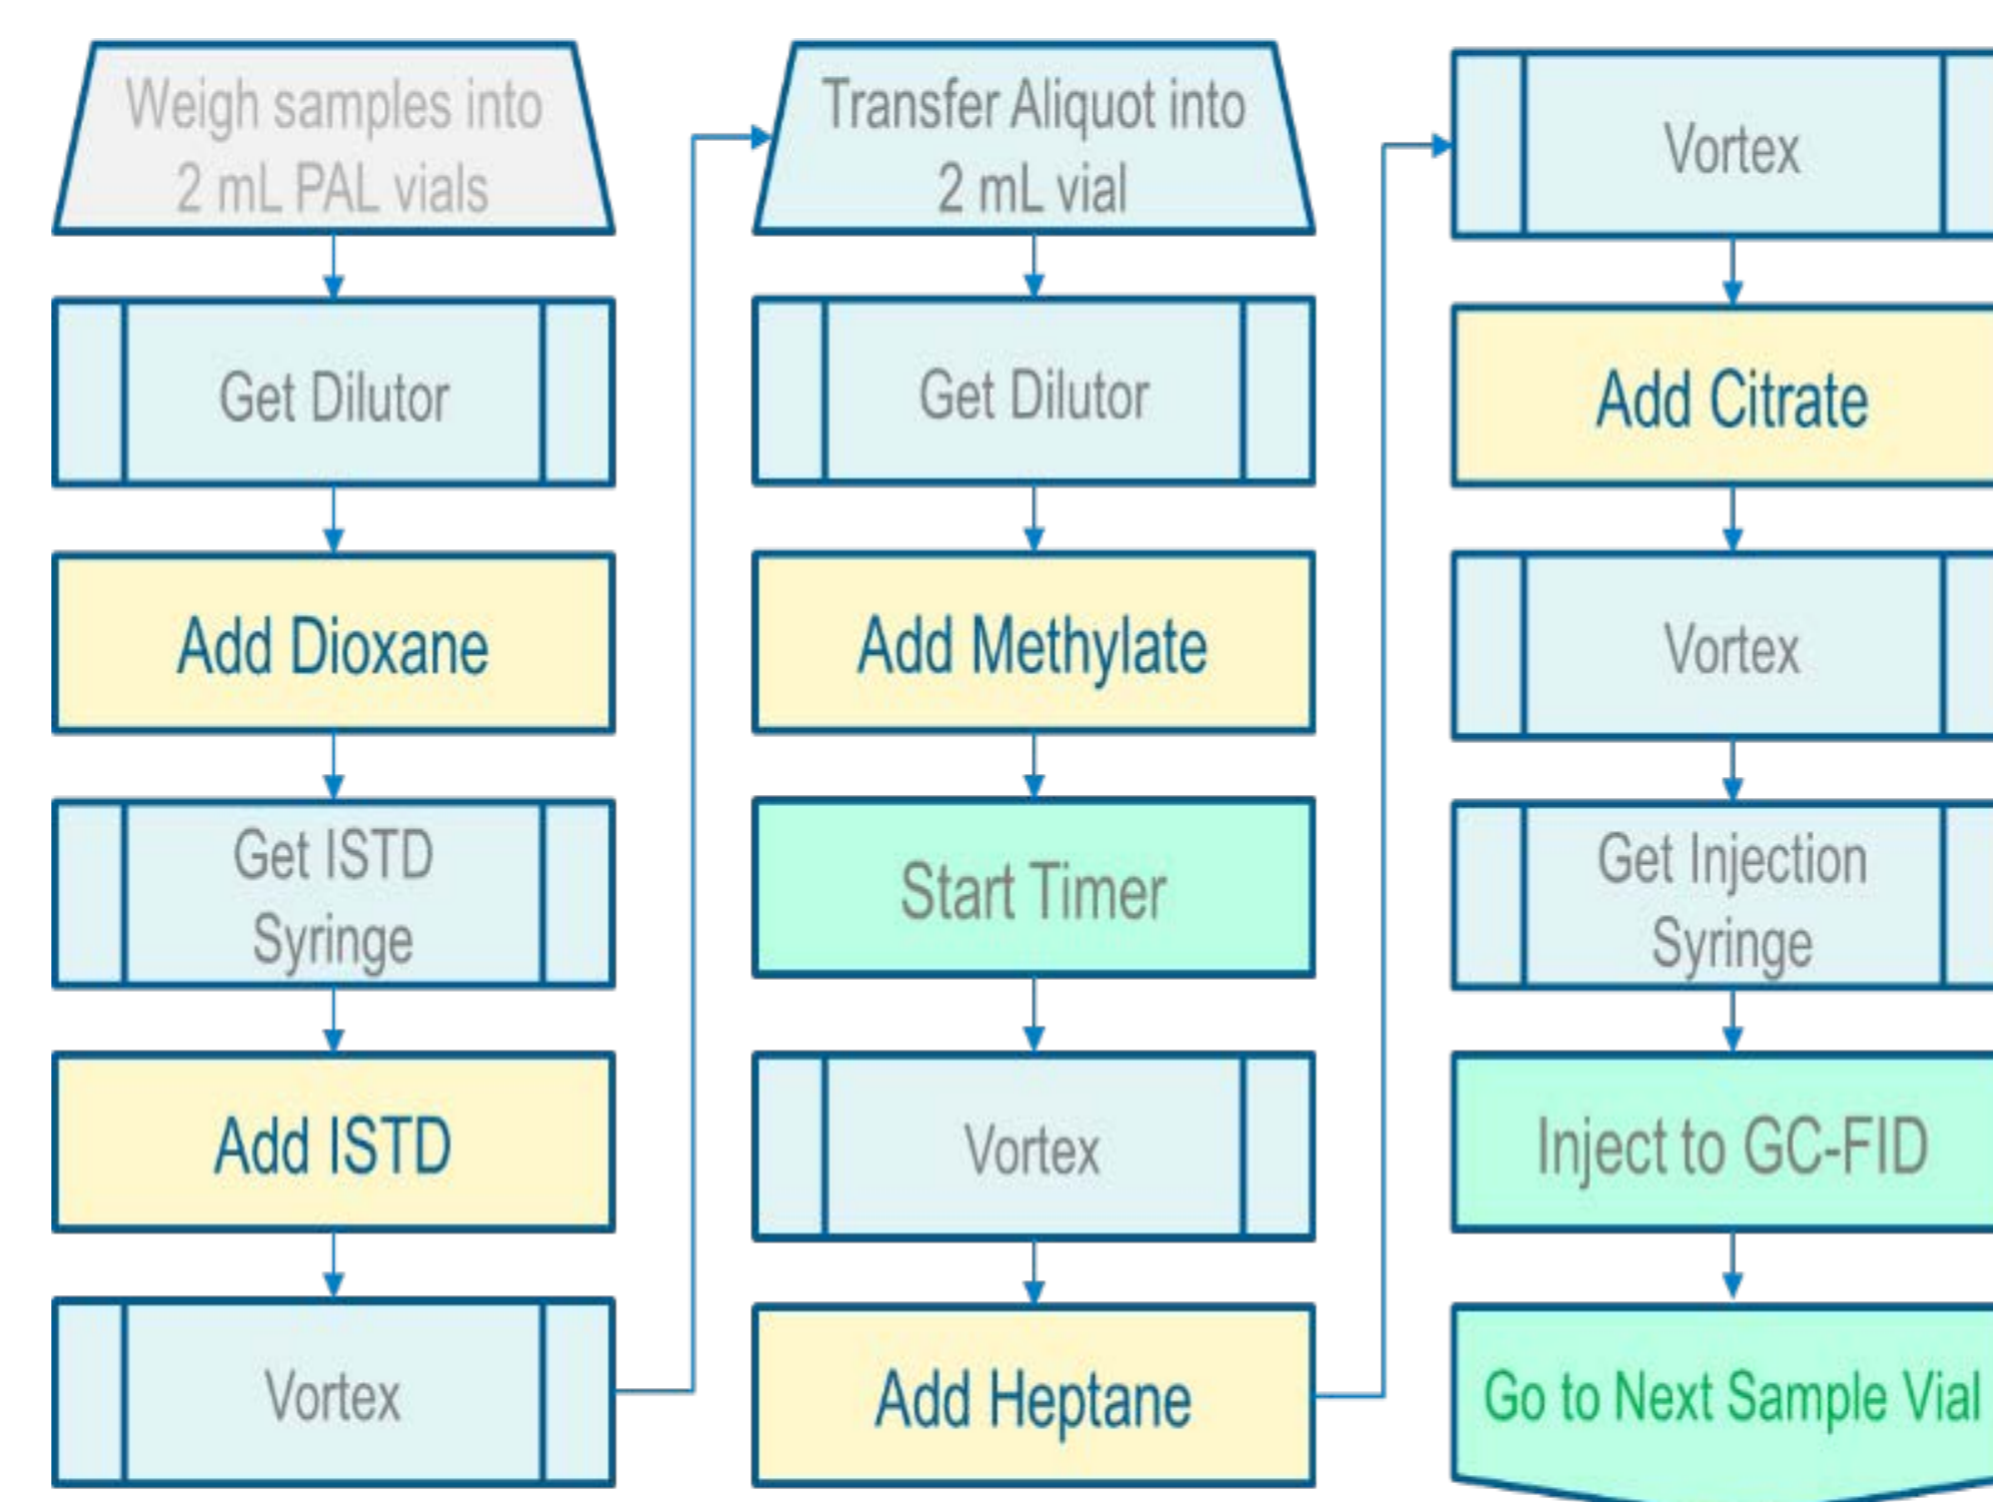 Weigh samples into
2 mL PAL vials
Get Dilutor
Add Dioxane
Get ISTD
Syringe
Add ISTD
Vortex
Transfer Aliquot into
2 mL vial
Get Dilutor
Add Methylate
Start Timer
Vortex
Add Heptane
Vortex
Add Citrate
Vortex
Get Injection
Syringe
Inject to GC-FID
Go to Next Sample Vial